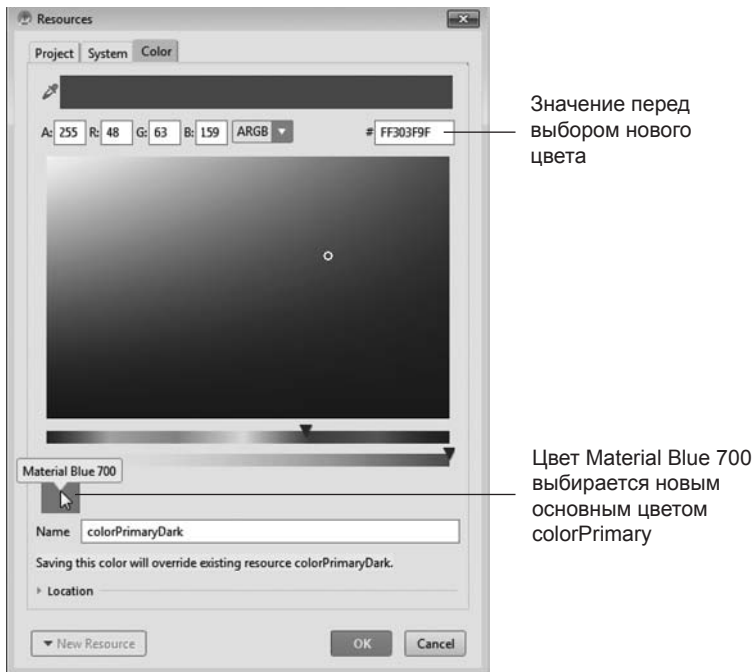 Resources
Project System Color
A: 255 R: 48 G: 63 B: 159 ARGB # FF303F9F
Значение перед
выбором нового
цвета
Material Blue 700
Цвет Material Blue 700
выбирается новым
основным цветом
colorPrimary
Name colorPrimaryDark
Saving this color will override existing resource colorPrimaryDark.
Location
New Resource OK Cancel